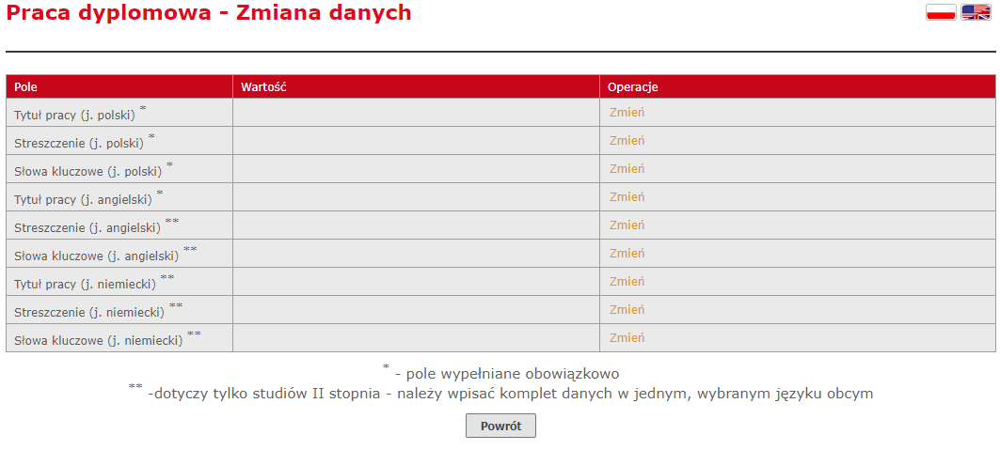 Praca dyplomowa - Zmiana danych
Pole Wartość Operacje
Tytuł pracy (j. polski) * Zmień
Streszczenie (j. polski) * Zmień
Słowa kluczowe (j. polski) * Zmień
Tytuł pracy (j. angielski) * Zmień
Streszczenie (j. angielski) ** Zmień
Słowa kluczowe (j. angielski) ** Zmień
Tytuł pracy (j. niemiecki) ** Zmień
Streszczenie (j. niemiecki) ** Zmień
Słowa kluczowe (j. niemiecki) ** Zmień
* - pole wypełniane obowiązkowo
** -dotyczy tylko studiów II stopnia - należy wpisać komplet danych w jednym, wybranym języku obcym
Powrót